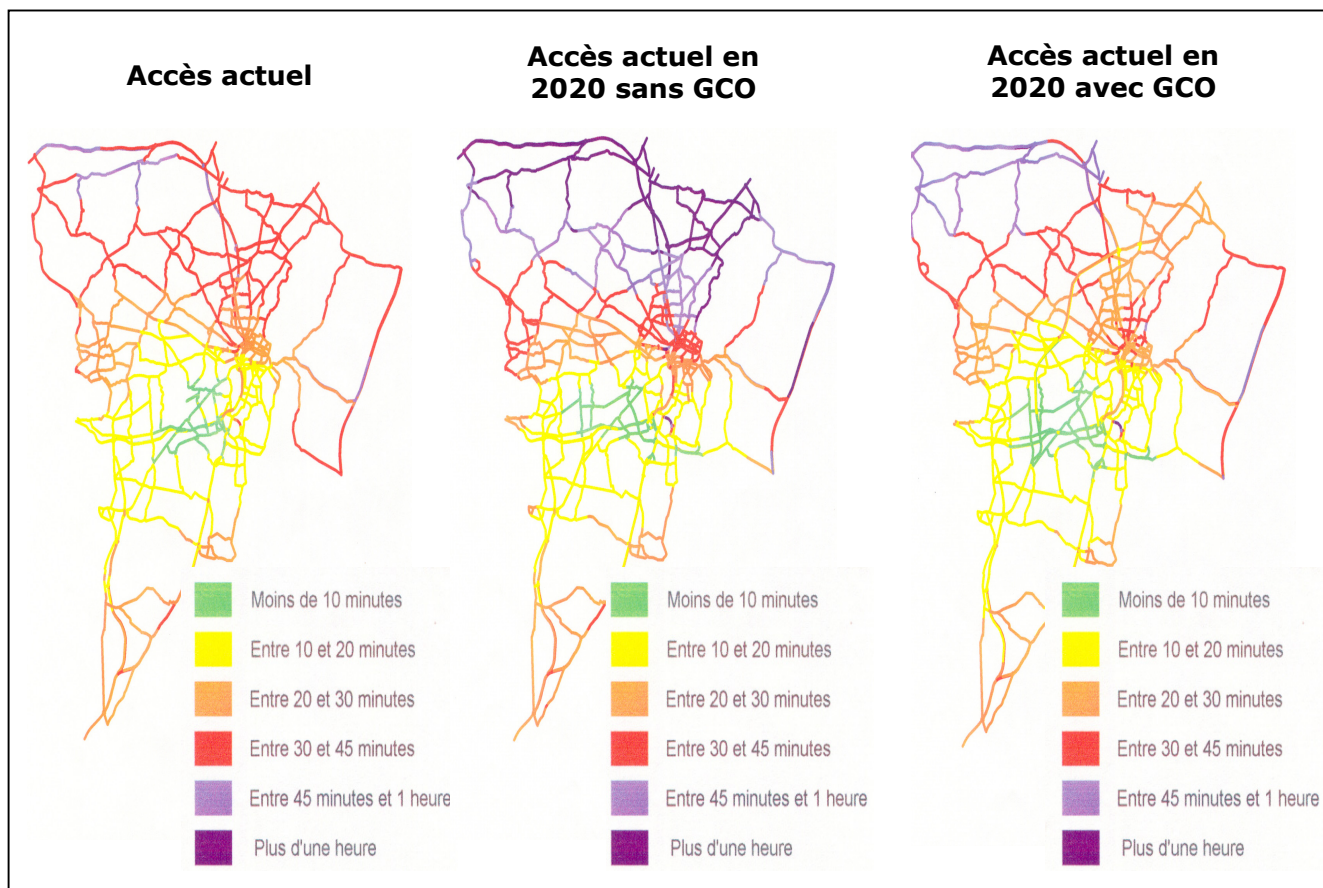 Accès actuel
Accès actuel en
2020 sans GCO
Accès actuel en
2020 avec GCO
Moins de 10 minutes
Entre 10 et 20 minutes
Entre 20 et 30 minutes
Entre 30 et 45 minutes
Entre 45 minutes et 1 heure
Plus d'une heure
Moins de 10 minutes
Entre 10 et 20 minutes
Entre 20 et 30 minutes
Entre 30 et 45 minutes
Entre 45 minutes et 1 heure
Plus d'une heure
Moins de 10 minutes
Entre 10 et 20 minutes
Entre 20 et 30 minutes
Entre 30 et 45 minutes
Entre 45 minutes et 1 heure
Plus d'une heure